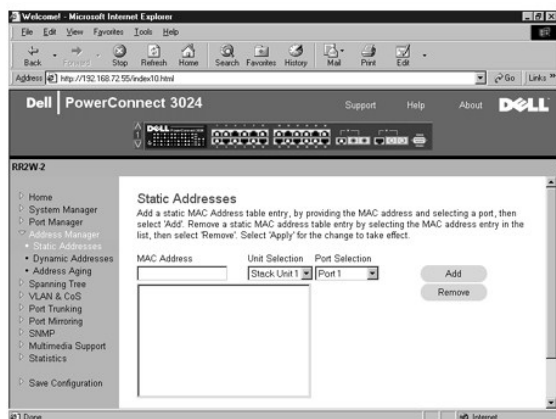 Welcome! - Microsoft Internet Explorer
File Edit View Favorites Tools Help
Back Forward Stop Refresh Home Search Favorites History Mail Print Edit
Address http://192.168.72.55/index10.html Go Links »
Dell | PowerConnect 3024 Support Help About DELL
DELL
RR2W-2
Home
System Manager
Port Manager
Address Manager
Static Addresses
Dynamic Addresses
Address Aging
Spanning Tree
VLAN & CoS
Port Trunking
Port Mirroring
SNMP
Multimedia Support
Statistics
Save Configuration
Static Addresses
Add a static MAC Address table entry, by providing the MAC address and selecting a port, then
select 'Add'. Remove a static MAC address table entry by selecting the MAC address entry in the
list, then select 'Remove'. Select 'Apply' for the change to take effect.
MAC Address Unit Selection Port Selection
Stack Unit 1 Port 1 Add
Remove
Done Internet